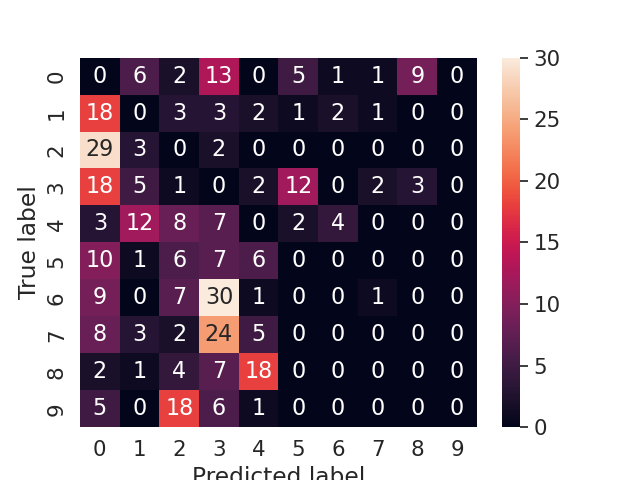 0 0 6 2 13 0 5 1 1 9 0
1 18 0 3 3 2 1 2 1 0 0
2 29 3 0 2 0 0 0 0 0 0
3 18 5 1 0 2 12 0 2 3 0
4 3 12 8 7 0 2 4 0 0 0
5 10 1 6 7 6 0 0 0 0 0
6 9 0 7 30 1 0 0 1 0 0
7 8 3 2 24 5 0 0 0 0 0
8 2 1 4 7 18 0 0 0 0 0
9 5 0 18 6 1 0 0 0 0 0
0 1 2 3 4 5 6 7 8 9
True label
Predicted label
30
25
20
15
10
5
0